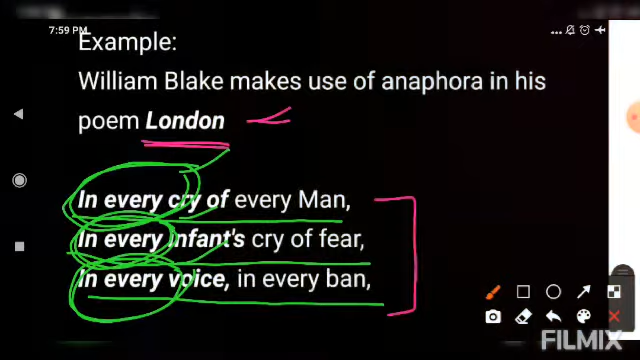 Example:
7:59 PM
William Blake makes use of anaphora in his
poem London
In every cry of every Man,
In every infant's cry of fear,
In every voice, in every ban,
FILMIX